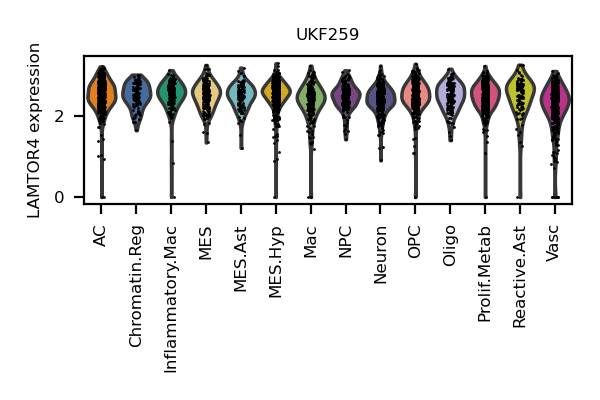 UKF259
LAMTOR4 expression
2
0
AC
Chromatin.Reg
Inflammatory.Mac
MES
MES.Ast
MES.Hyp
Mac
NPC
Neuron
OPC
Oligo
Prolif.Metab
Reactive.Ast
Vasc